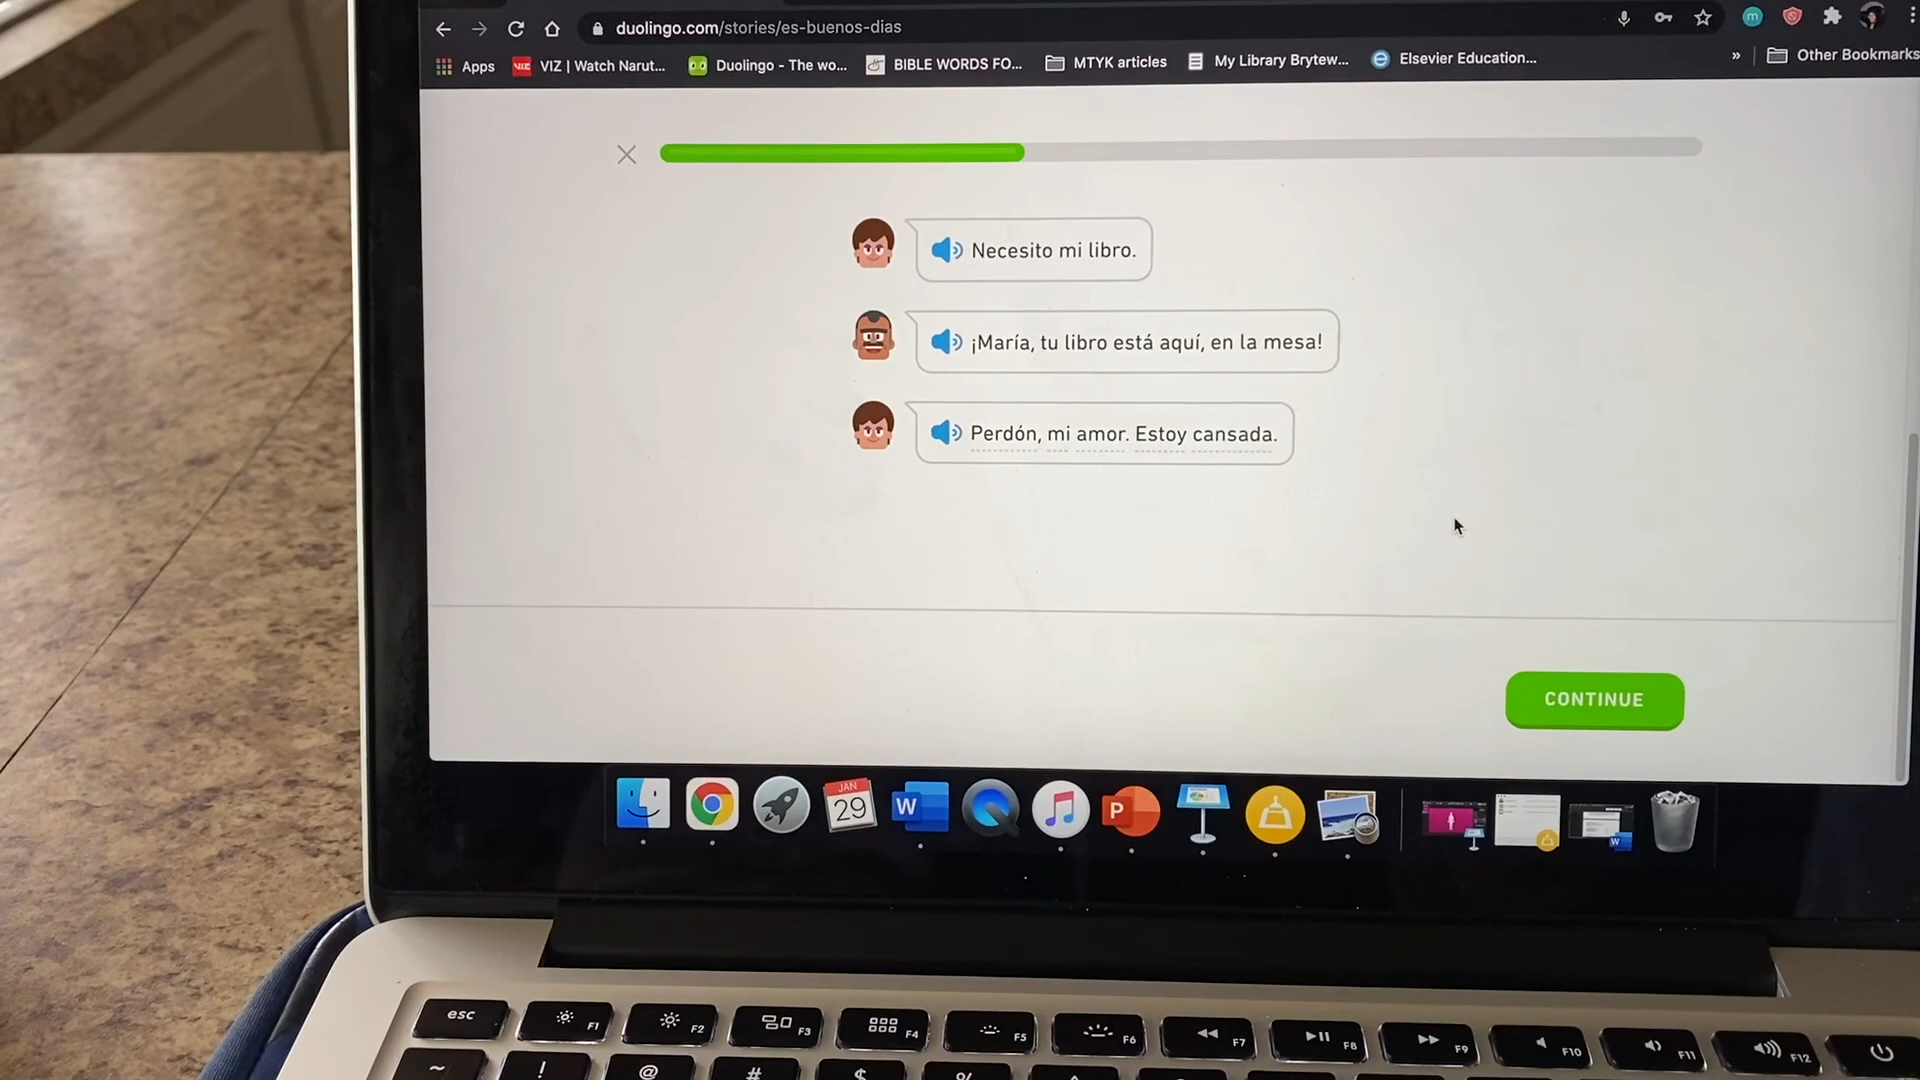 duolingo.com/stories/es-buenos-dias
Apps VIZ VIZ | Watch Narut... Duolingo - The wo... BIBLE WORDS FO... MTYK articles My Library Brytew... Elsevier Education... » Other Bookmarks
Necesito mi libro.
¡María, tu libro está aquí, en la mesa!
Perdón, mi amor. Estoy cansada.
CONTINUE
JAN
29
W
P
W
esc F1 F2 F3 F4 F5 F6 F7 F8 F9 F10 F11 F12
~ ! @ # $ %